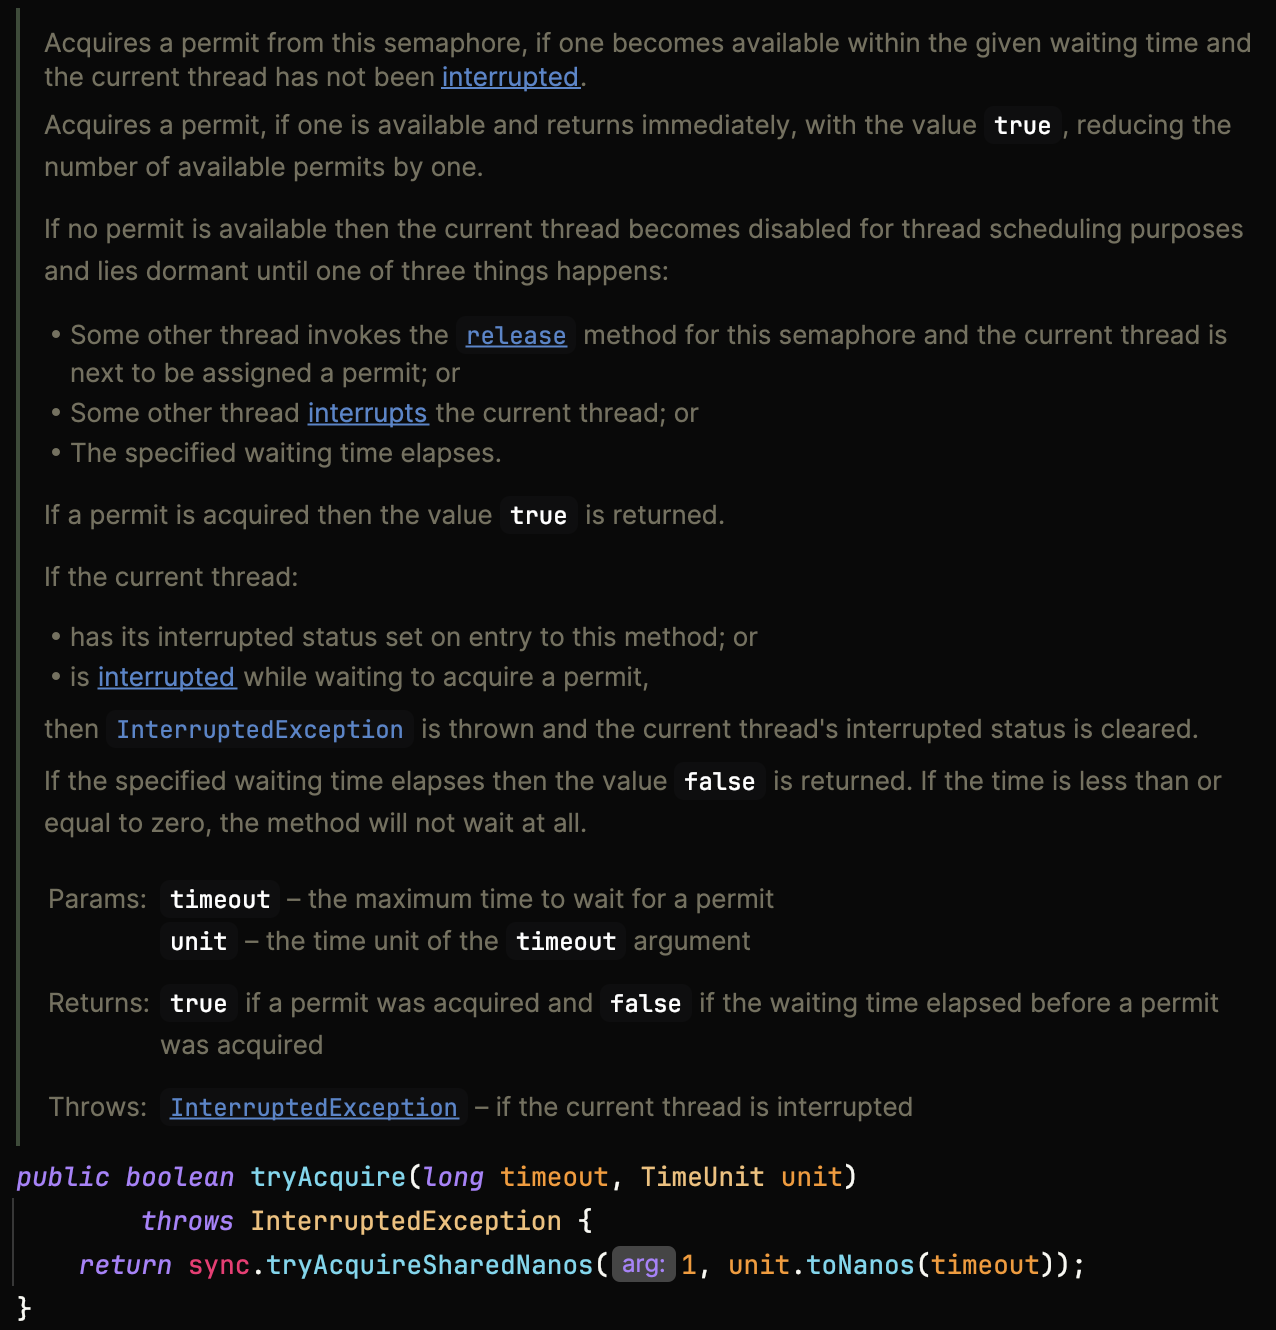 Acquires a permit from this semaphore, if one becomes available within the given waiting time and
the current thread has not been interrupted.
Acquires a permit, if one is available and returns immediately, with the value true, reducing the
number of available permits by one.
If no permit is available then the current thread becomes disabled for thread scheduling purposes
and lies dormant until one of three things happens:
• Some other thread invokes the release method for this semaphore and the current thread is
next to be assigned a permit; or
• Some other thread interrupts the current thread; or
• The specified waiting time elapses.
If a permit is acquired then the value true is returned.
If the current thread:
• has its interrupted status set on entry to this method; or
• is interrupted while waiting to acquire a permit,
then InterruptedException is thrown and the current thread's interrupted status is cleared.
If the specified waiting time elapses then the value false is returned. If the time is less than or
equal to zero, the method will not wait at all.
Params: timeout – the maximum time to wait for a permit
unit – the time unit of the timeout argument
Returns: true if a permit was acquired and false if the waiting time elapsed before a permit
was acquired
Throws: InterruptedException – if the current thread is interrupted
public boolean tryAcquire(long timeout, TimeUnit unit)
throws InterruptedException {
return sync.tryAcquireSharedNanos( arg: 1, unit.toNanos(timeout));
}